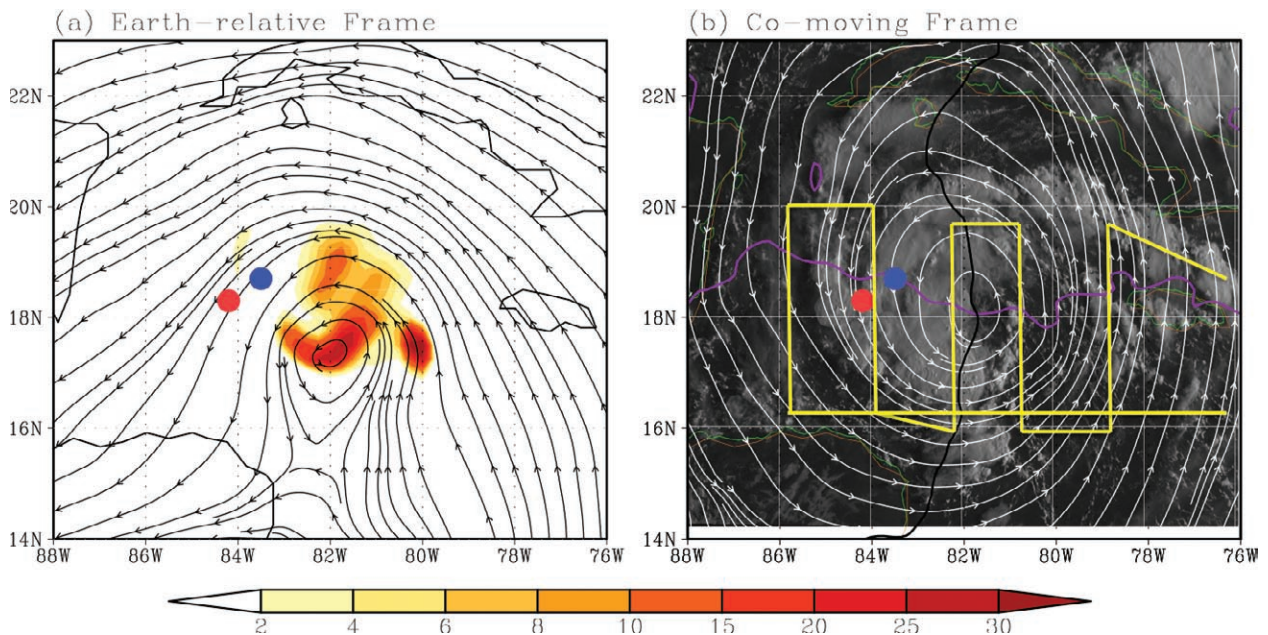 (a) Earth-relative Frame
(b) Co-moving Frame
22N
20N
18N
16N
14N
88W 86W 84W 82W 80W 78W 76W
22N
20N
18N
16N
14N
88W 86W 84W 82W 80W 78W 76W
2 4 6 8 10 15 20 25 30